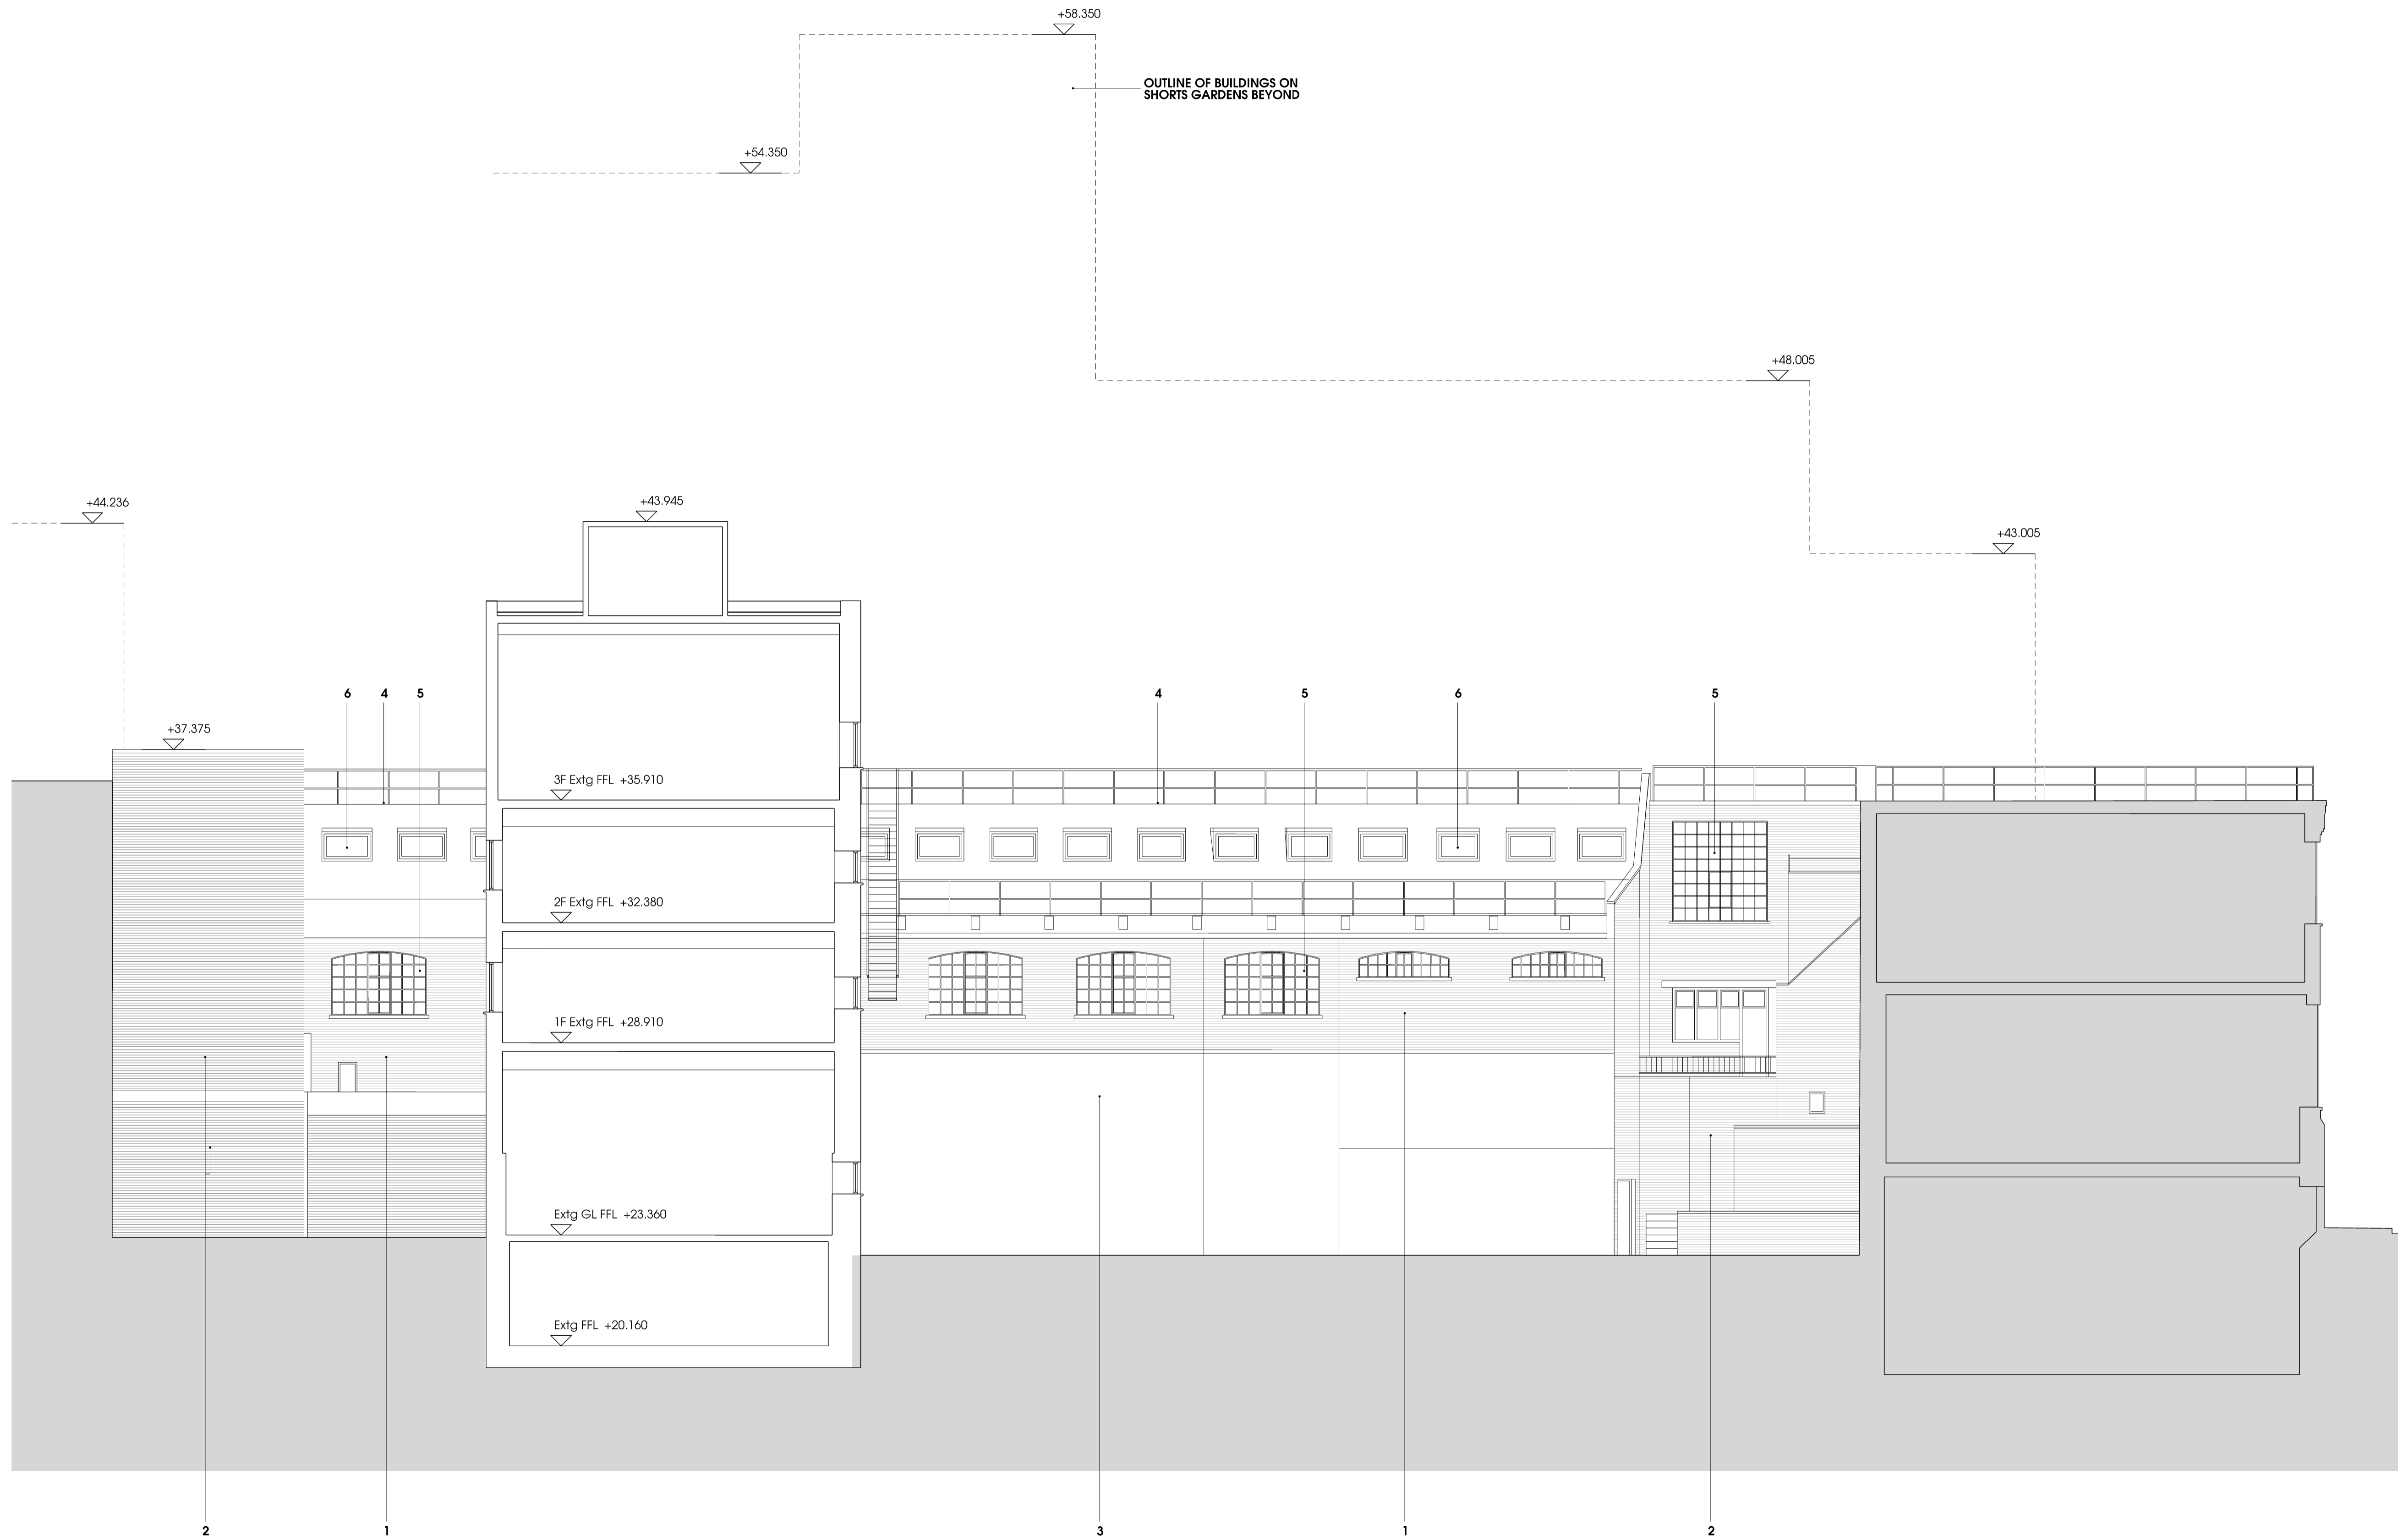 +58.350
OUTLINE OF BUILDINGS ON
SHORTS GARDENS BEYOND
+54.350
+48.005
+44.236
+43.945
+43.005
6 4 5 4 5 6 5
+37.375
3F Extg FFL +35.910
2F Extg FFL +32.380
1F Extg FFL +28.910
Extg GL FFL +23.360
Extg FFL +20.160
2 1 3 1 2